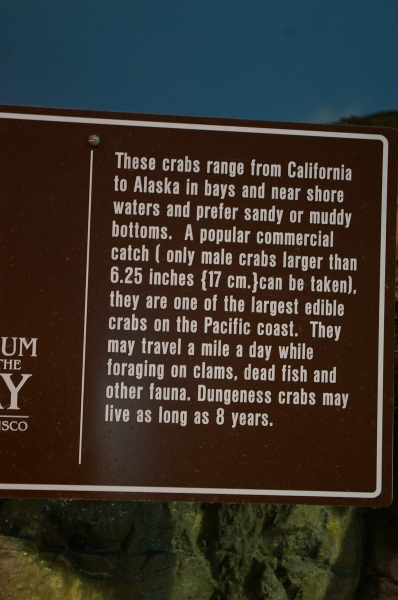 These crabs range from California
to Alaska in bays and near shore
waters and prefer sandy or muddy
bottoms. A popular commercial
catch ( only male crabs larger than
6.25 inches {17 cm.}can be taken),
they are one of the largest edible
crabs on the Pacific coast. They
may travel a mile a day while
foraging on clams, dead fish and
other fauna. Dungeness crabs may
live as long as 8 years.
UM
THE
AY
ISCO